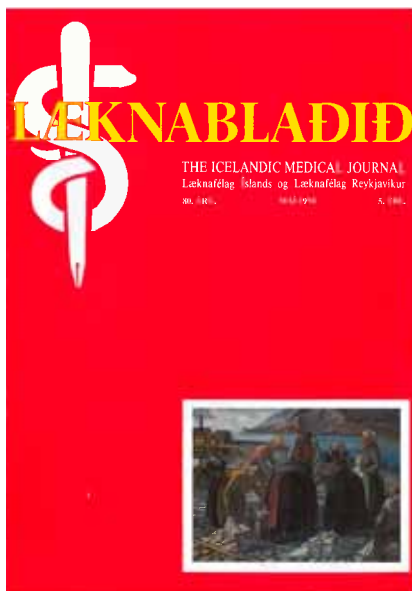 LÆKNABLAÐIÐ
THE ICELANDIC MEDICAL JOURNAL
Læknafélag Íslands og Læknafélag Reykjavíkur
80. 5.